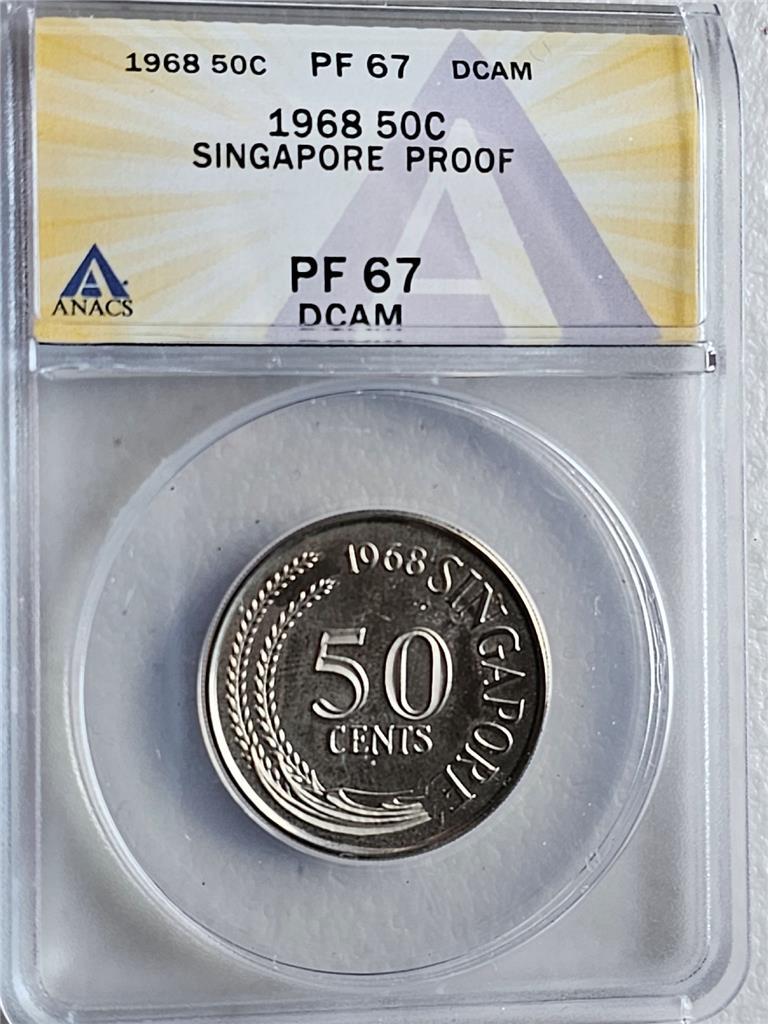 1968 50C PF 67 DCAM
1968 50C
SINGAPORE PROOF
PF 67
DCAM
ANACS
1968 SINGAPORE
50
CENTS